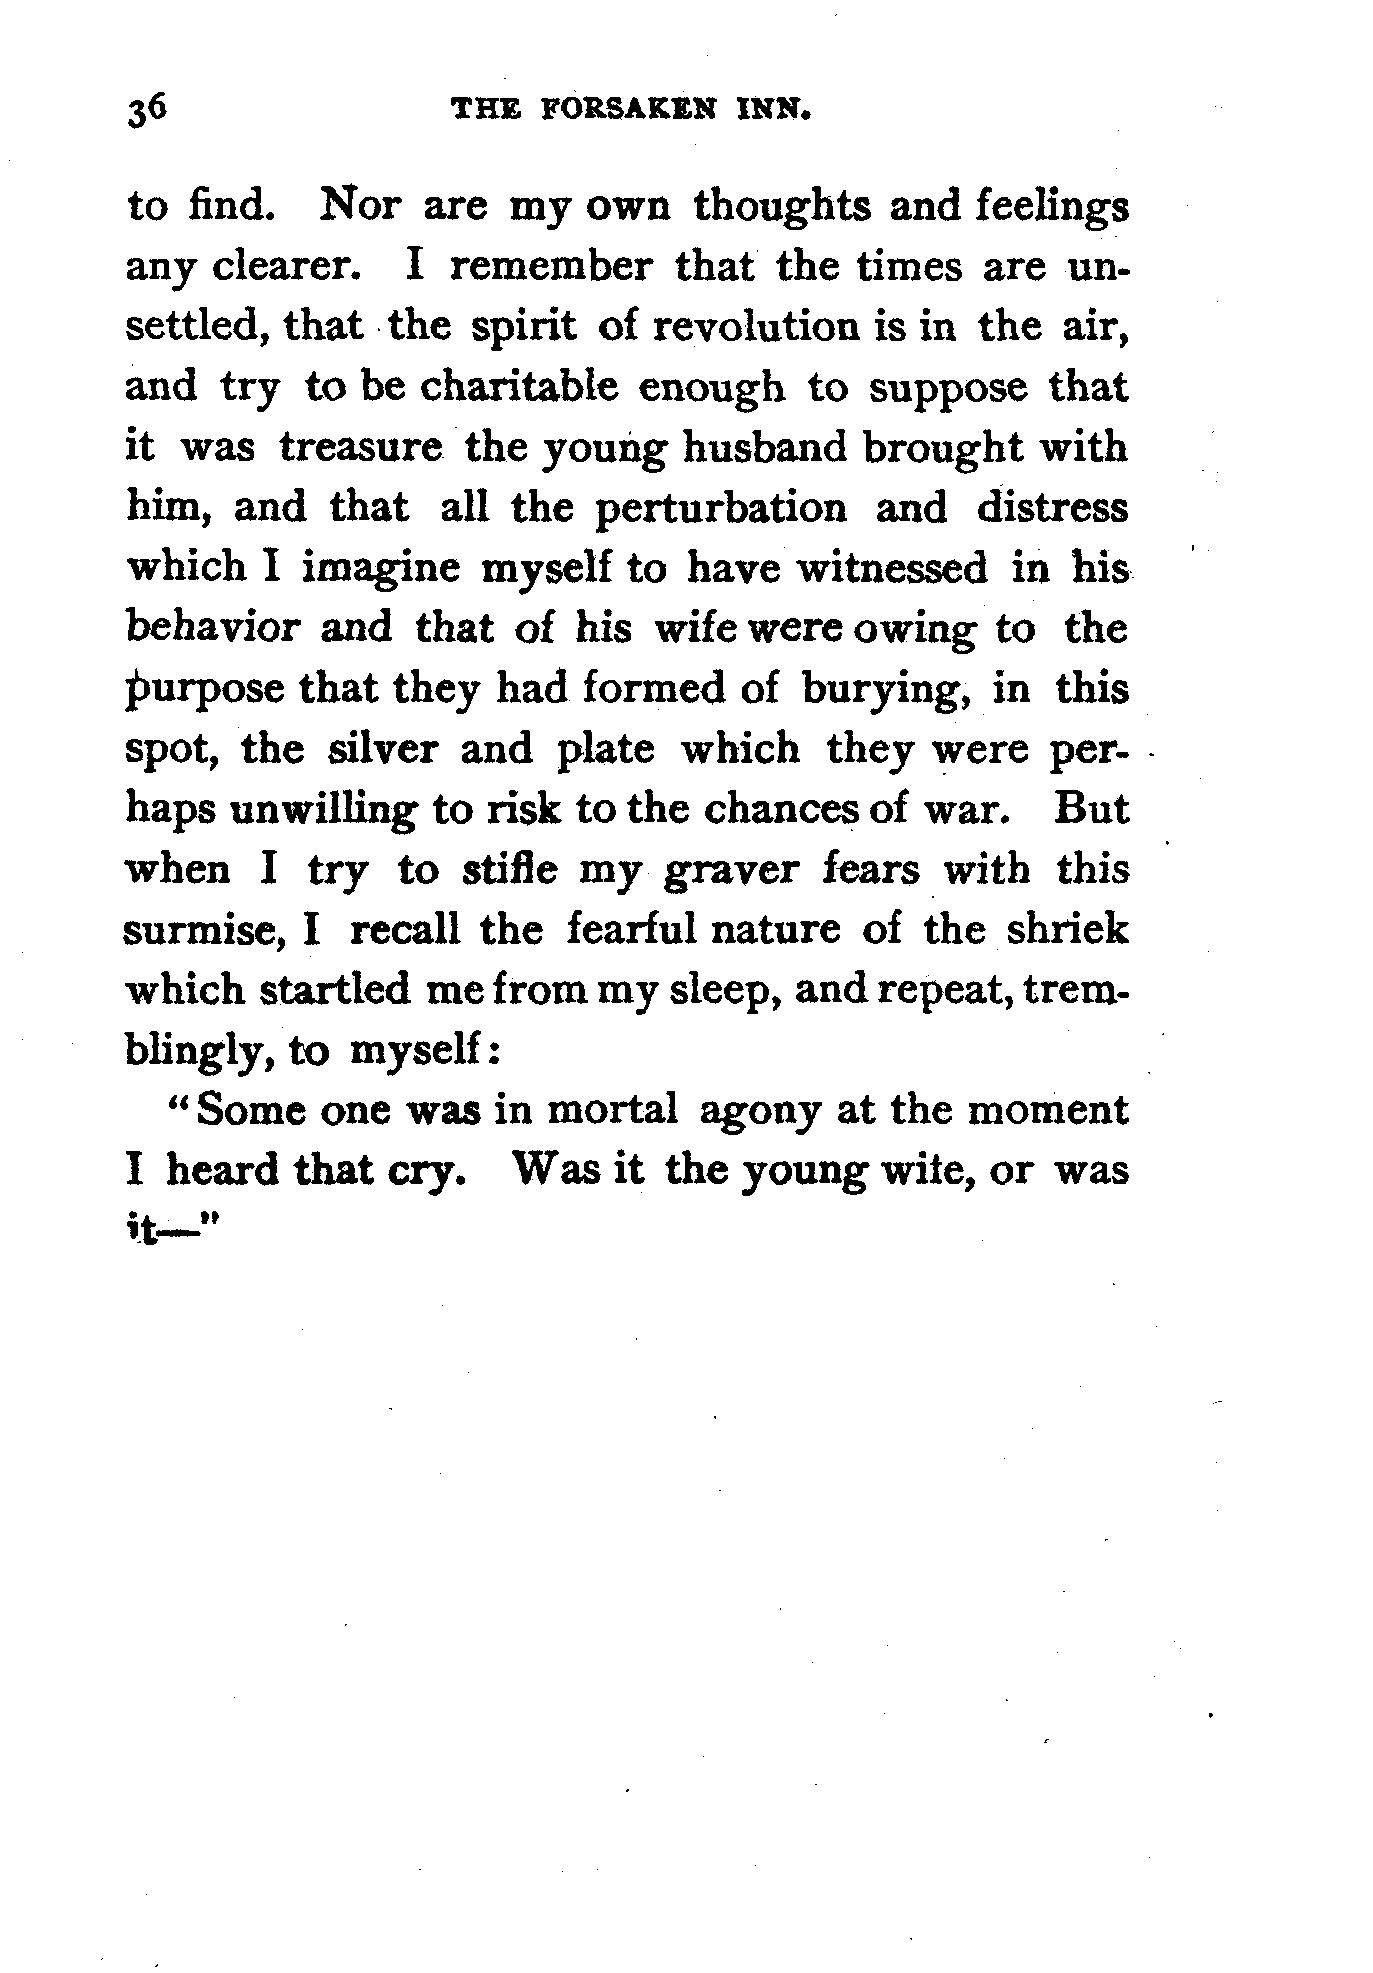 36 THE FORSAKEN INN.
to find. Nor are my own thoughts and feelings
any clearer. I remember that the times are un-
settled, that the spirit of revolution is in the air,
and try to be charitable enough to suppose that
it was treasure the young husband brought with
him, and that all the perturbation and distress
which I imagine myself to have witnessed in his
behavior and that of his wife were owing to the
purpose that they had formed of burying, in this
spot, the silver and plate which they were per-
haps unwilling to risk to the chances of war. But
when I try to stifle my graver fears with this
surmise, I recall the fearful nature of the shriek
which startled me from my sleep, and repeat, trem-
blingly, to myself:
"Some one was in mortal agony at the moment
I heard that cry. Was it the young wife, or was
it—"